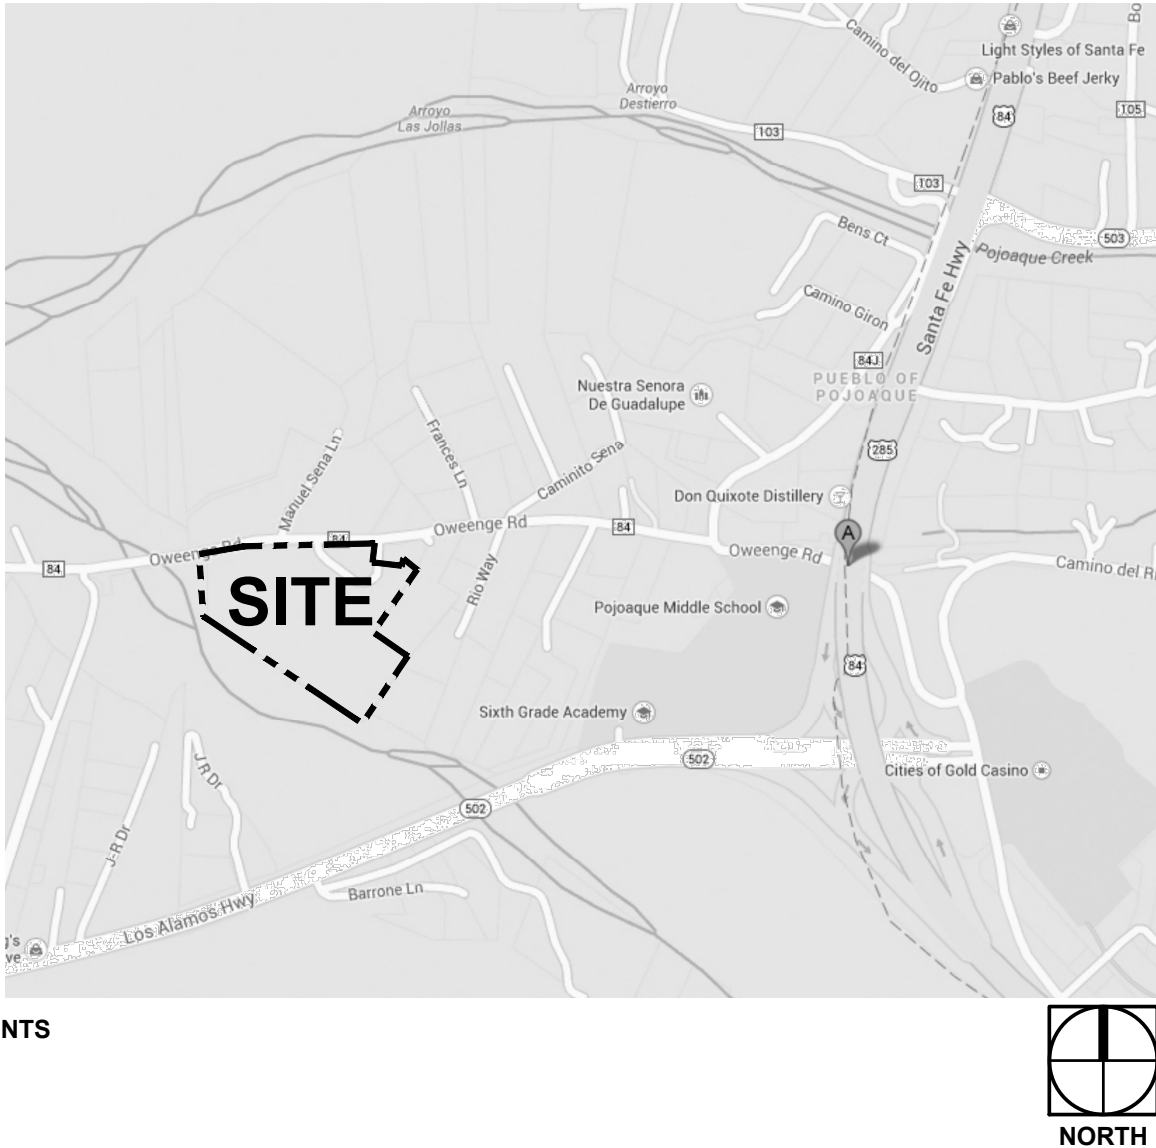 Bo
Camino del Ojito
Light Styles of Santa Fe
Pablo's Beef Jerky
Arroyo
Destierro
Arroyo
Las Jollas
84
105
103
103
Bens Ct
503
Pojoaque Creek
Santa Fe Hwy
Camino Giron
84J
PUEBLO OF
POJOAQUE
Nuestra Senora
De Guadalupe
285
Frances Ln
Manuel Sena Ln
Caminito Sena
Don Quixote Distillery
A
84
Oweenge Rd
84
Oweenge Rd
84
Oweenge Rd
Camino del Ri
84
SITE
Rio Way
Pojoaque Middle School
84
Sixth Grade Academy
502
Cities of Gold Casino
J R Dr
502
J-R Dr
Barrone Ln
Los Alamos Hwy
g's
ve
NTS
NORTH